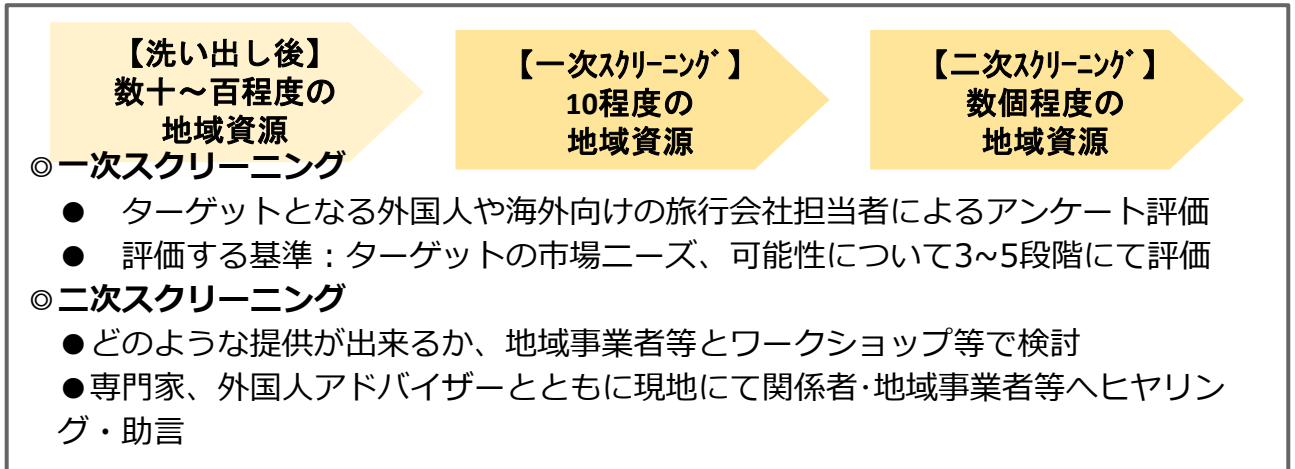 【洗い出し後】
数十～百程度の
地域資源
【一次ｽｸﾘｰﾆﾝｸﾞ】
10程度の
地域資源
【二次ｽｸﾘｰﾆﾝｸﾞ】
数個程度の
地域資源
◎一次スクリーニング
●　ターゲットとなる外国人や海外向けの旅行会社担当者によるアンケート評価
●　評価する基準：ターゲットの市場ニーズ、可能性について3~5段階にて評価
◎二次スクリーニング
●どのような提供が出来るか、地域事業者等とワークショップ等で検討
●専門家、外国人アドバイザーとともに現地にて関係者･地域事業者等へヒヤリン
グ・助言